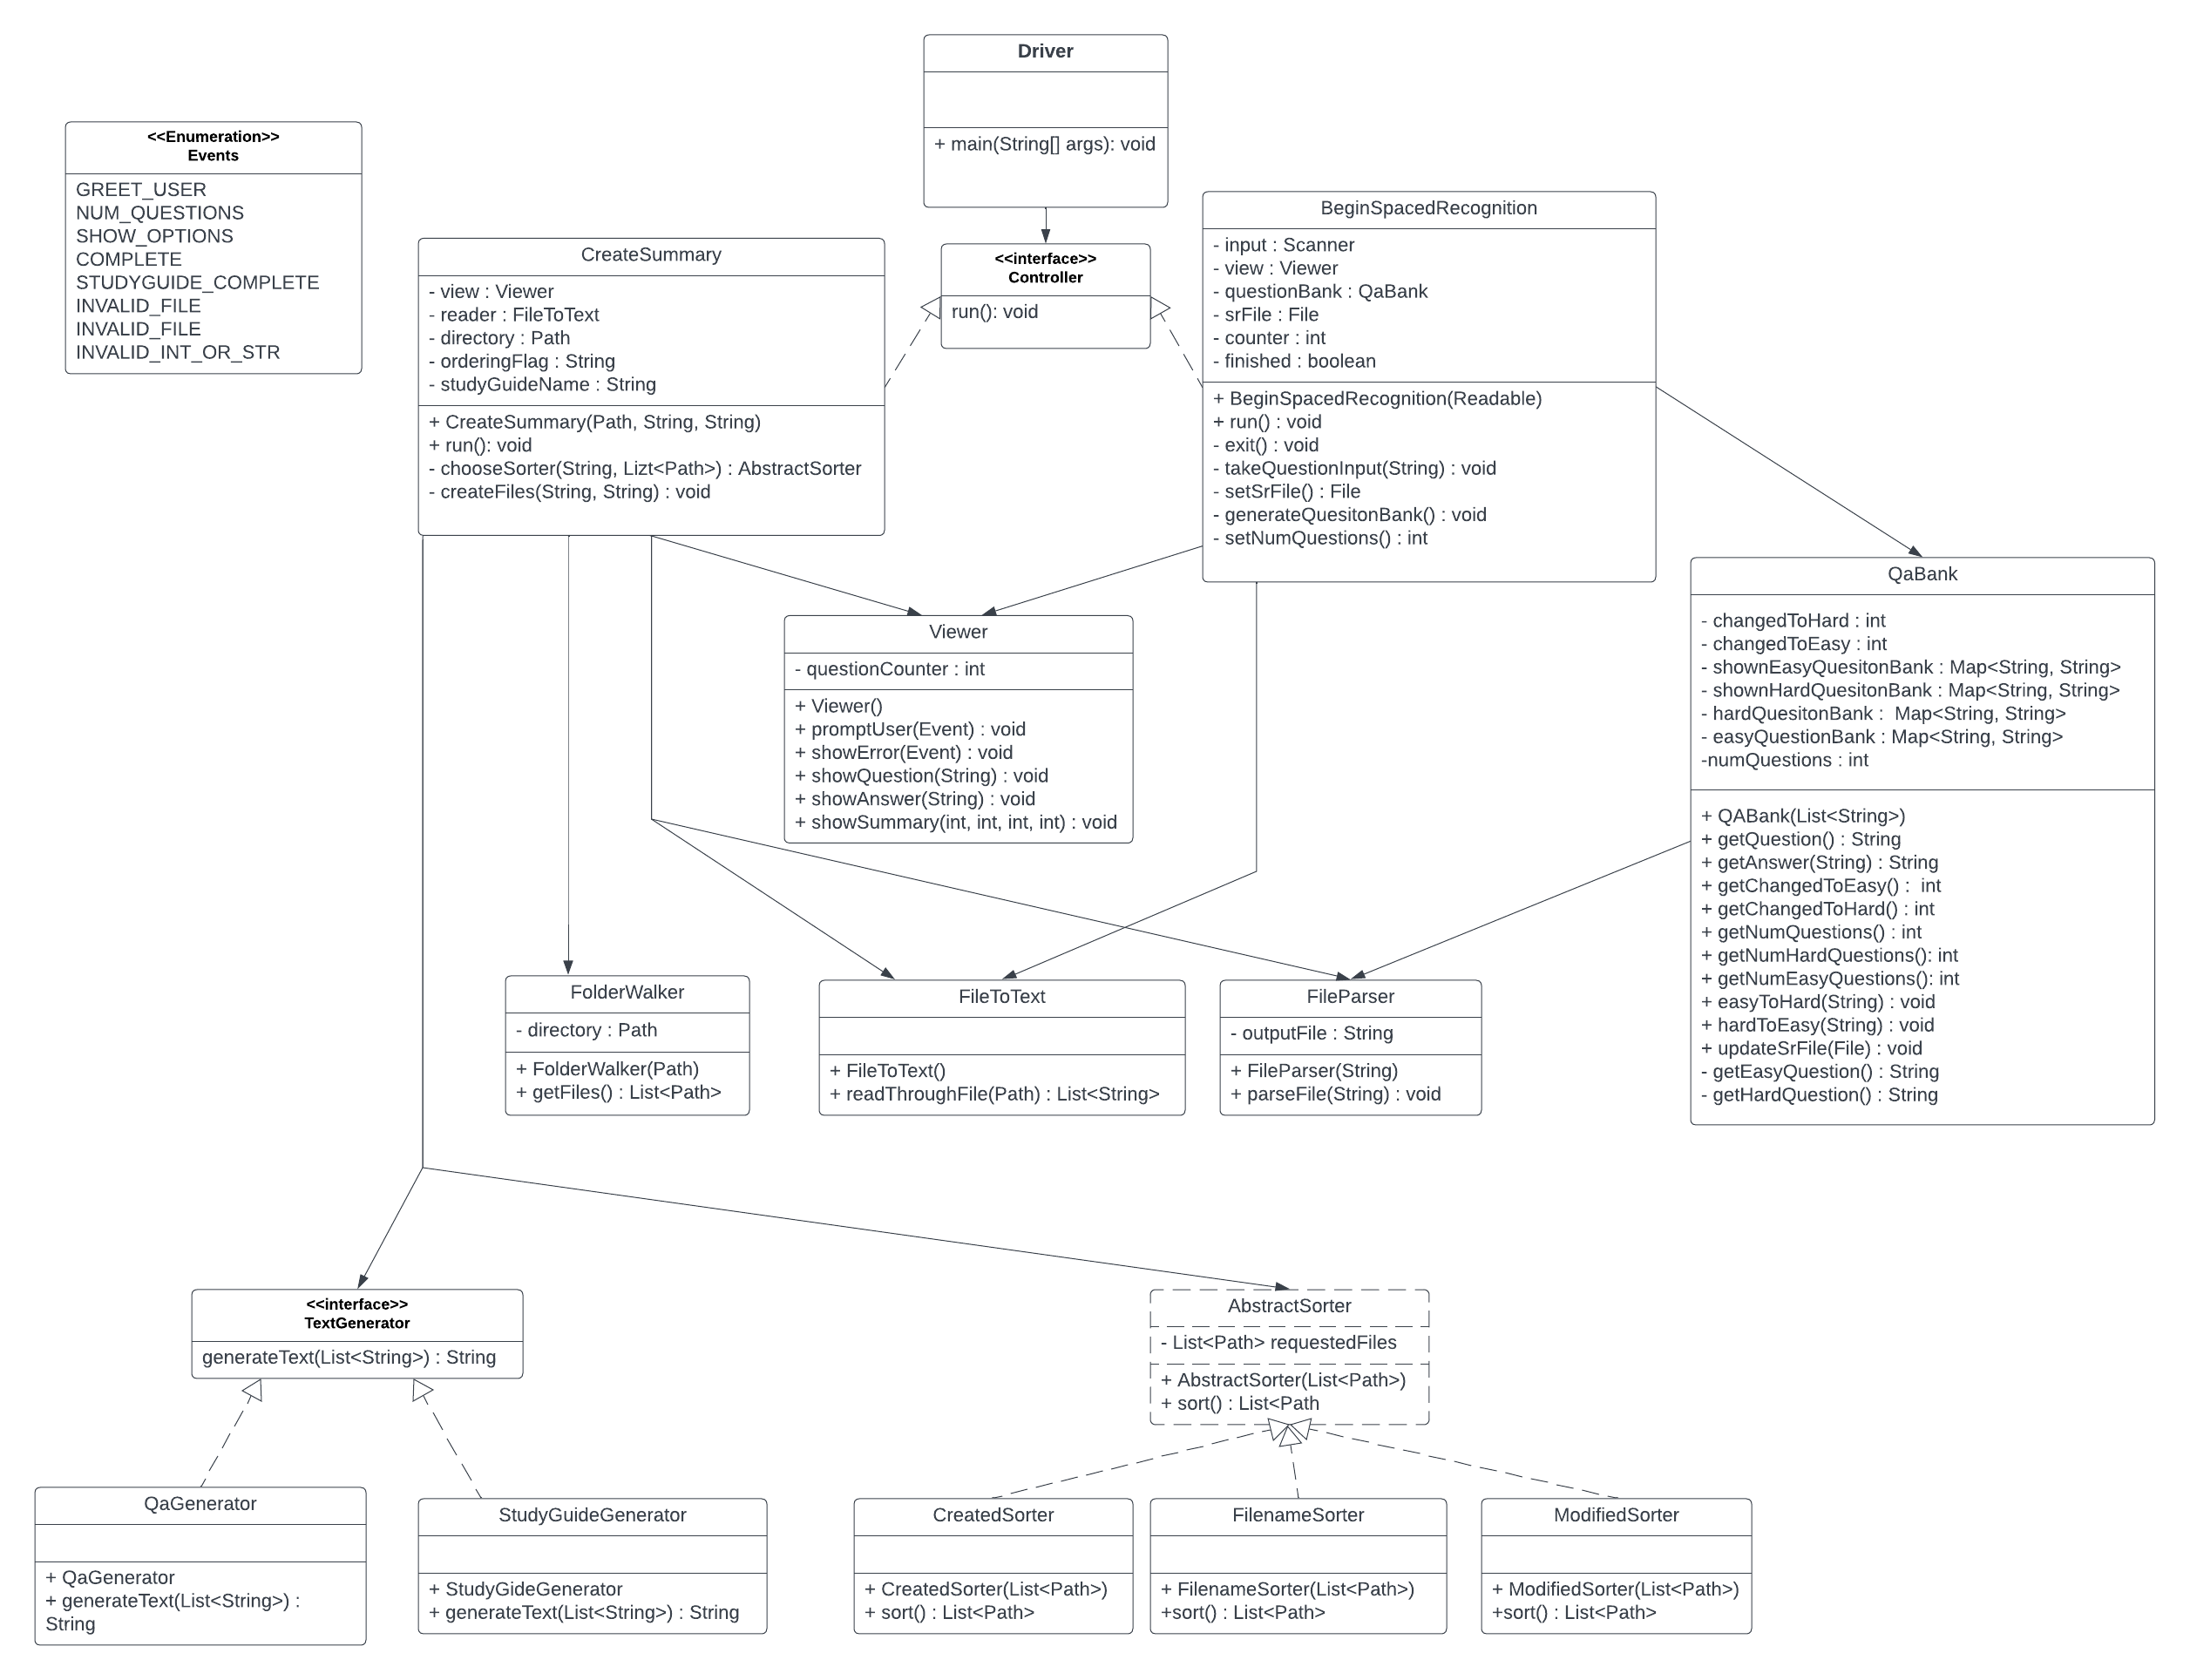 Driver
+ main(String[] args): void
<<Enumeration>>
Events
GREET_USER
NUM_QUESTIONS
SHOW_OPTIONS
COMPLETE
STUDYGUIDE_COMPLETE
INVALID_FILE
INVALID_FILE
INVALID_INT_OR_STR
CreateSummary
- view : Viewer
- reader : FileToText
- directory : Path
- orderingFlag : String
- studyGuideName : String
+ CreateSummary(Path, String, String)
+ run(): void
- chooseSorter(String, Lizt<Path>) : AbstractSorter
- createFiles(String, String) : void
<<interface>>
Controller
run(): void
BeginSpacedRecognition
- input : Scanner
- view : Viewer
- questionBank : QaBank
- srFile : File
- counter : int
- finished : boolean
+ BeginSpacedRecognition(Readable)
+ run() : void
- exit() : void
- takeQuestionInput(String) : void
- setSrFile() : File
- generateQuesitonBank() : void
- setNumQuestions() : int
Viewer
- questionCounter : int
+ Viewer()
+ promptUser(Event) : void
+ showError(Event) : void
+ showQuestion(String) : void
+ showAnswer(String) : void
+ showSummary(int, int, int, int) : void
QaBank
- changedToHard : int
- changedToEasy : int
- shownEasyQuesitonBank : Map<String, String>
- shownHardQuesitonBank : Map<String, String>
- hardQuesitonBank :  Map<String, String>
- easyQuestionBank : Map<String, String>
-numQuestions : int
+ QABank(List<String>)
+ getQuestion() : String
+ getAnswer(String) : String
+ getChangedToEasy() :  int
+ getChangedToHard() : int
+ getNumQuestions() : int
+ getNumHardQuestions(): int
+ getNumEasyQuestions(): int
+ easyToHard(String) : void
+ hardToEasy(String) : void
+ updateSrFile(File) : void
- getEasyQuestion() : String
- getHardQuestion() : String
FolderWalker
- directory : Path
+ FolderWalker(Path)
+ getFiles() : List<Path>
FileToText
+ FileToText()
+ readThroughFile(Path) : List<String>
FileParser
- outputFile : String
+ FileParser(String)
+ parseFile(String) : void
<<interface>>
TextGenerator
generateText(List<String>) : String
AbstractSorter
- List<Path> requestedFiles
+ AbstractSorter(List<Path>)
+ sort() : List<Path
QaGenerator
+ QaGenerator
+ generateText(List<String>) :
String
StudyGuideGenerator
+ StudyGideGenerator
+ generateText(List<String>) : String
CreatedSorter
+ CreatedSorter(List<Path>)
+ sort() : List<Path>
FilenameSorter
+ FilenameSorter(List<Path>)
+sort() : List<Path>
ModifiedSorter
+ ModifiedSorter(List<Path>)
+sort() : List<Path>